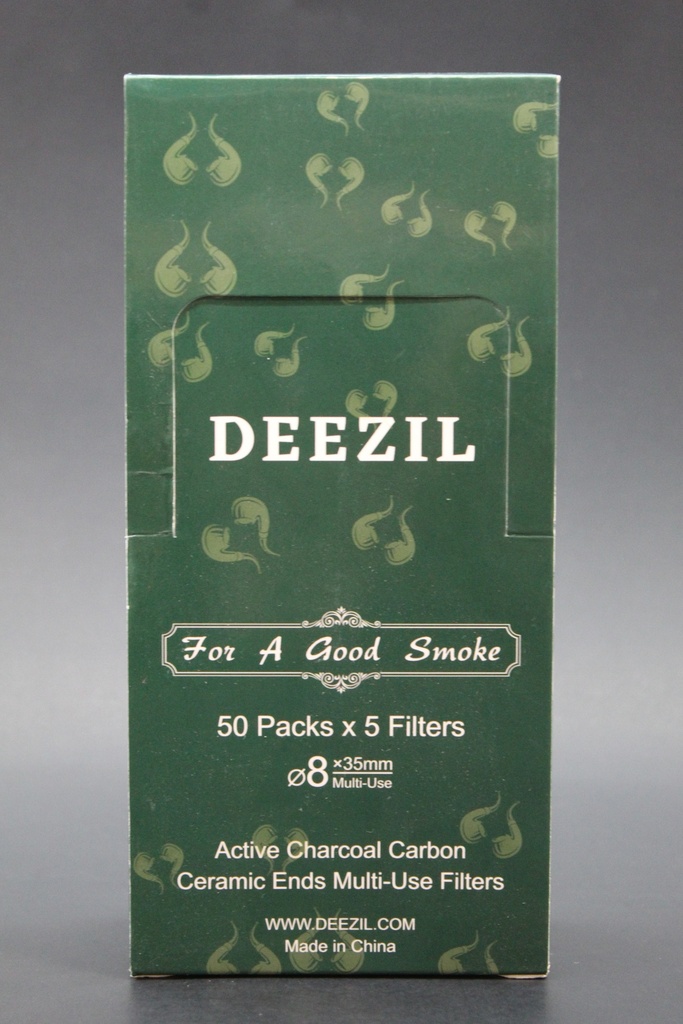 DEEZIL
For A Good Smoke
50 Packs x 5 Filters
⌀8 ×35mm
Multi-Use
Active Charcoal Carbon
Ceramic Ends Multi-Use Filters
WWW.DEEZIL.COM
Made in China